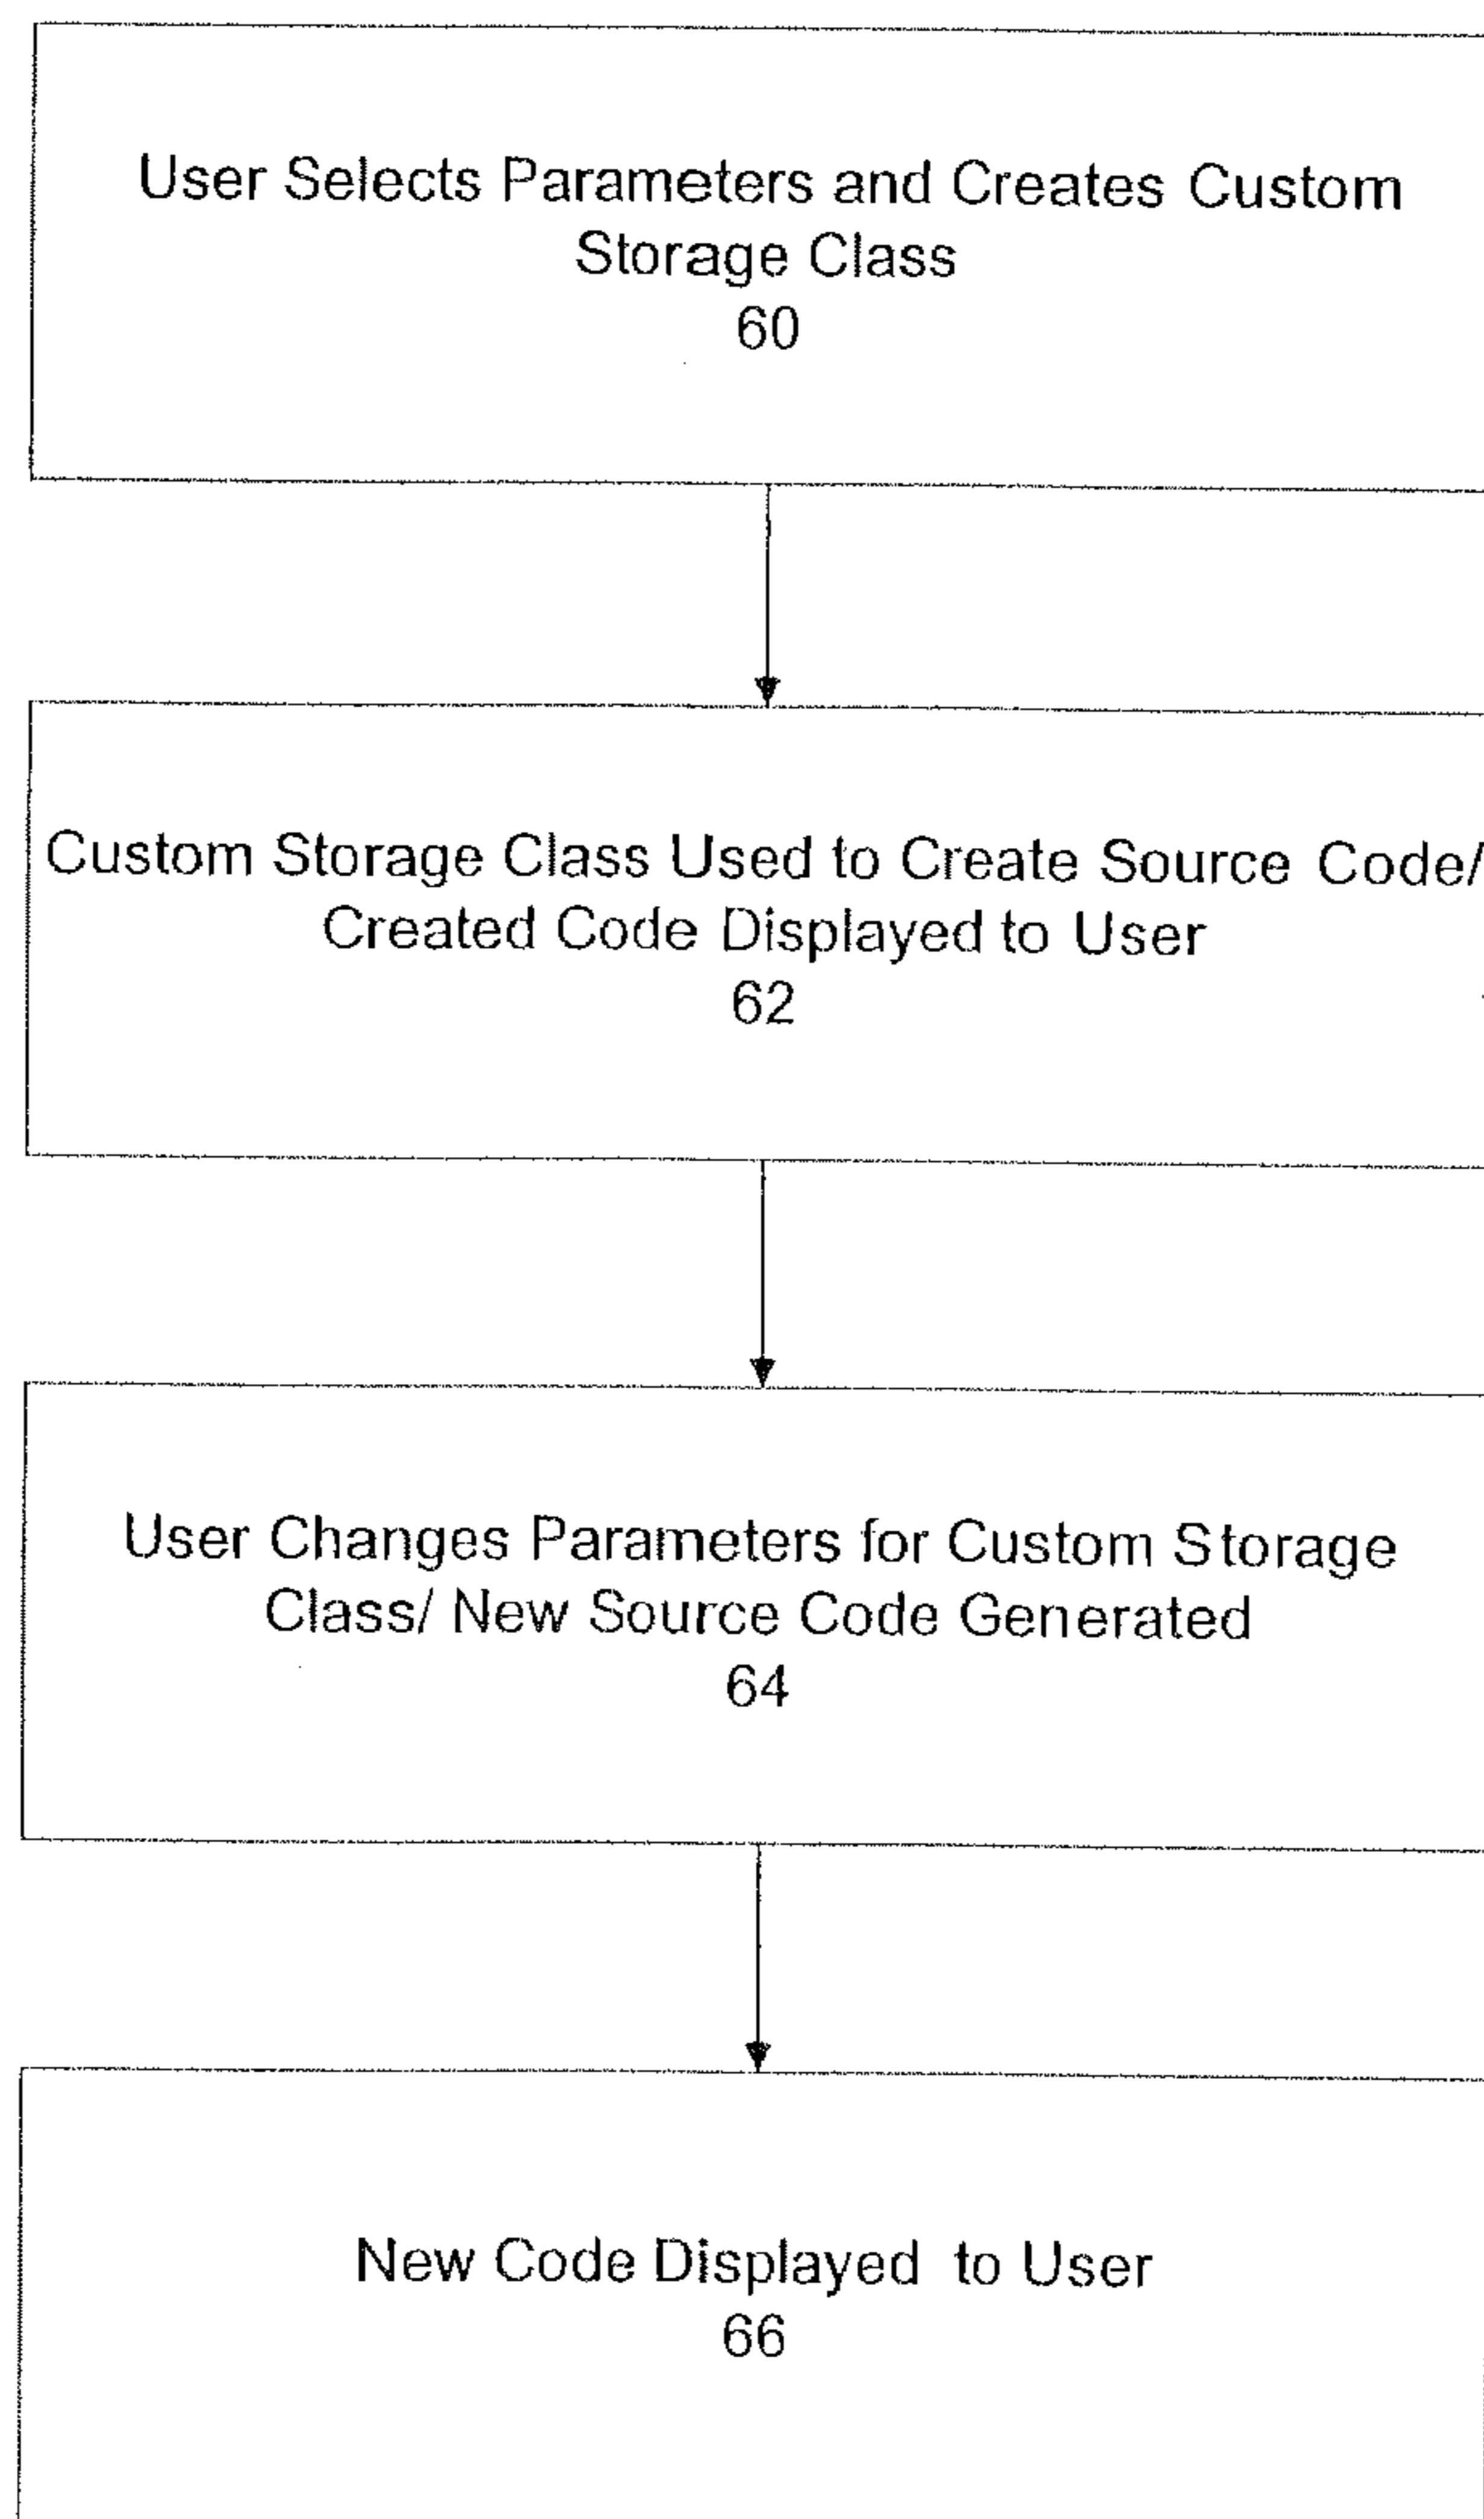 User Selects Parameters and Creates Custom
Storage Class
60
Custom Storage Class Used to Create Source Code/
Created Code Displayed to User
62
User Changes Parameters for Custom Storage
Class/ New Source Code Generated
64
New Code Displayed to User
66